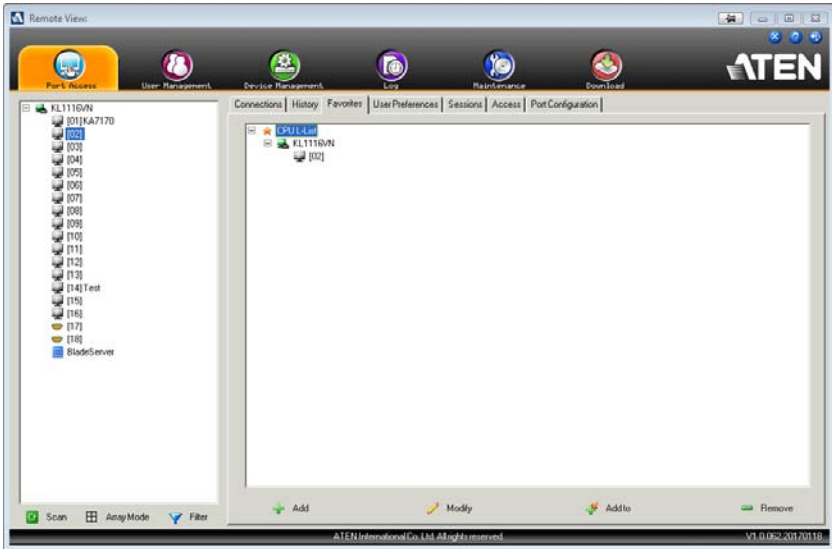 Remote View:
ATEN
Port Access User Management Device Management Log Maintenance Download
Connections History Favorites User Preferences Sessions Access Port Configuration
KL1116VN
[01]KA7170
[02]
[03]
[04]
[05]
[06]
[07]
[08]
[09]
[10]
[11]
[12]
[13]
[14]Test
[15]
[16]
[17]
[18]
BladeServer
CPU L-List
KL1116VN
[02]
Scan Array Mode Filter
Add Modify Add to Remove
ATEN International Co. Ltd. All rights reserved.
V1.0.062.20170118